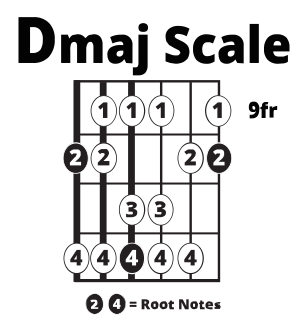 Dmaj Scale
1 1 1 1 9fr
2 2 2 2
3 3
4 4 4 4 4
2 4 = Root Notes